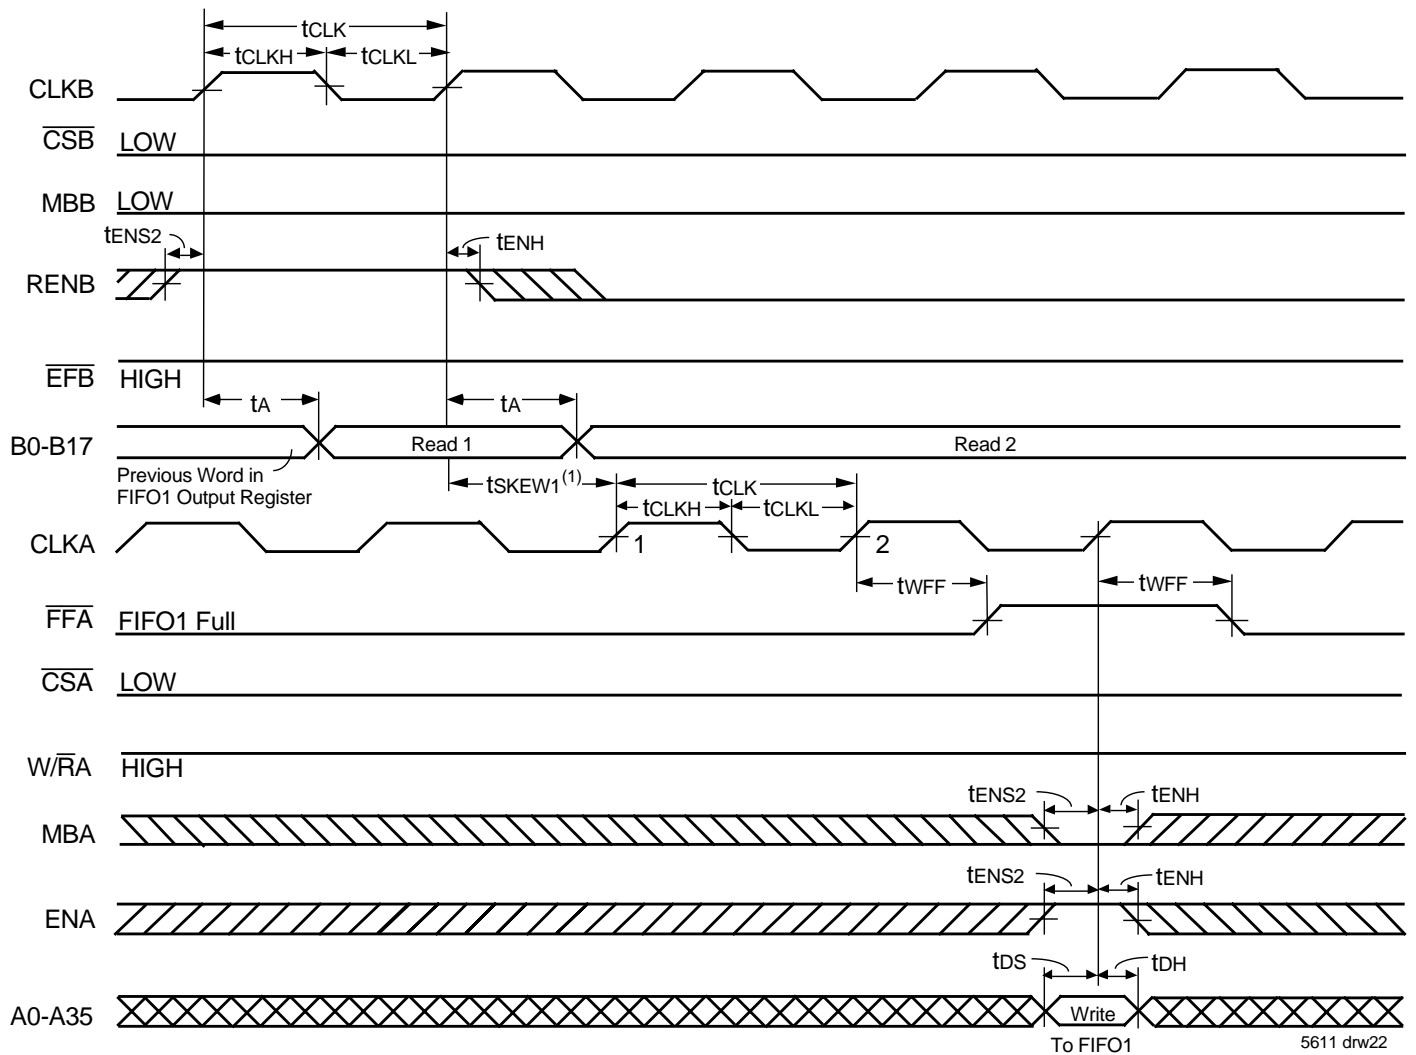 tCLK
tCLKH tCLKL
CLKB
CSB LOW
MBB LOW
tENS2 tENH
RENB
EFB HIGH
tA tA
B0-B17 Read 1 Read 2
Previous Word in
FIFO1 Output Register
tSKEW1(1) tCLK
tCLKH tCLKL
CLKA 1 2
tWFF tWFF
FFA FIFO1 Full
CSA LOW
W/RA HIGH
tENS2 tENH
MBA
tENS2 tENH
ENA
tDS tDH
A0-A35 Write
To FIFO1
5611 drw22